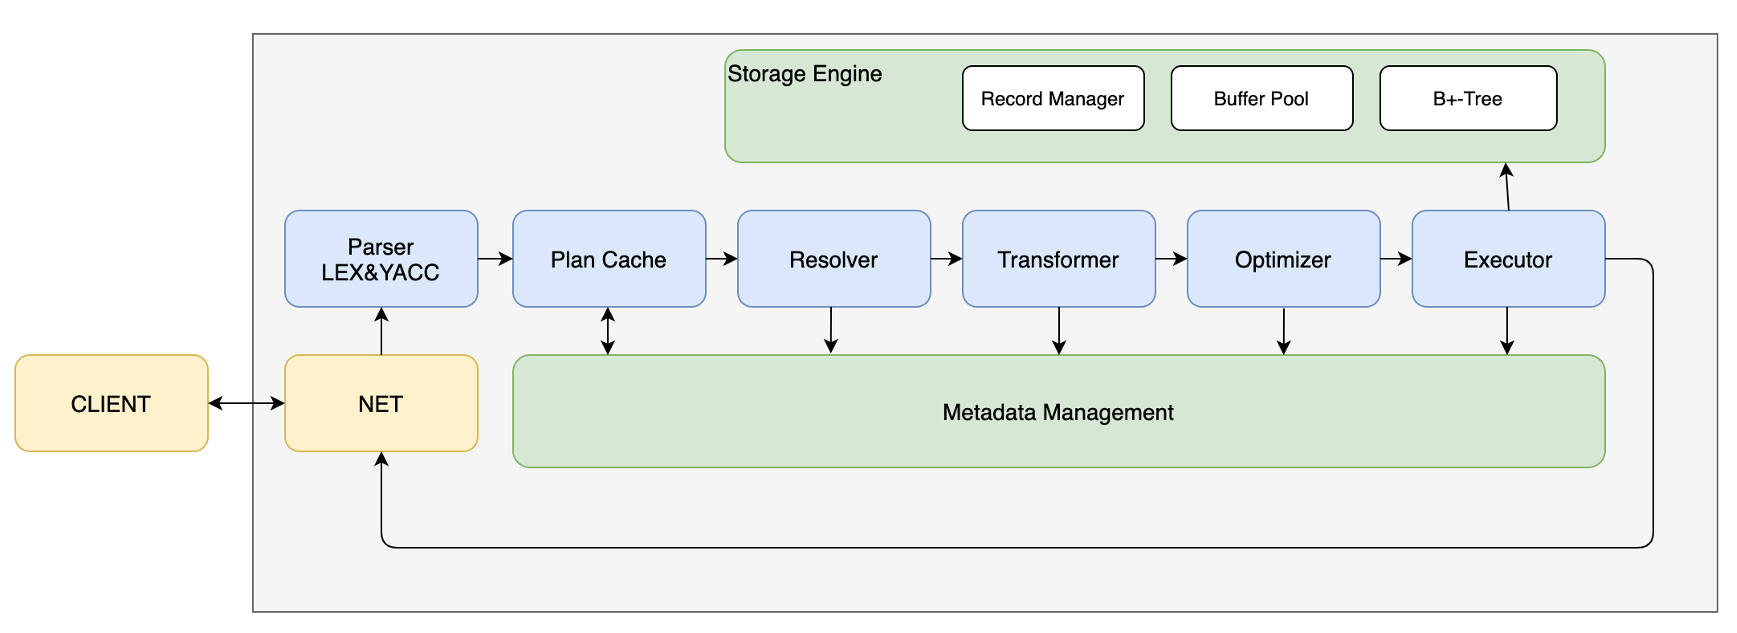 Storage Engine
Record Manager
Buffer Pool
B+-Tree
Parser
LEX&YACC
Plan Cache
Resolver
Transformer
Optimizer
Executor
CLIENT
NET
Metadata Management